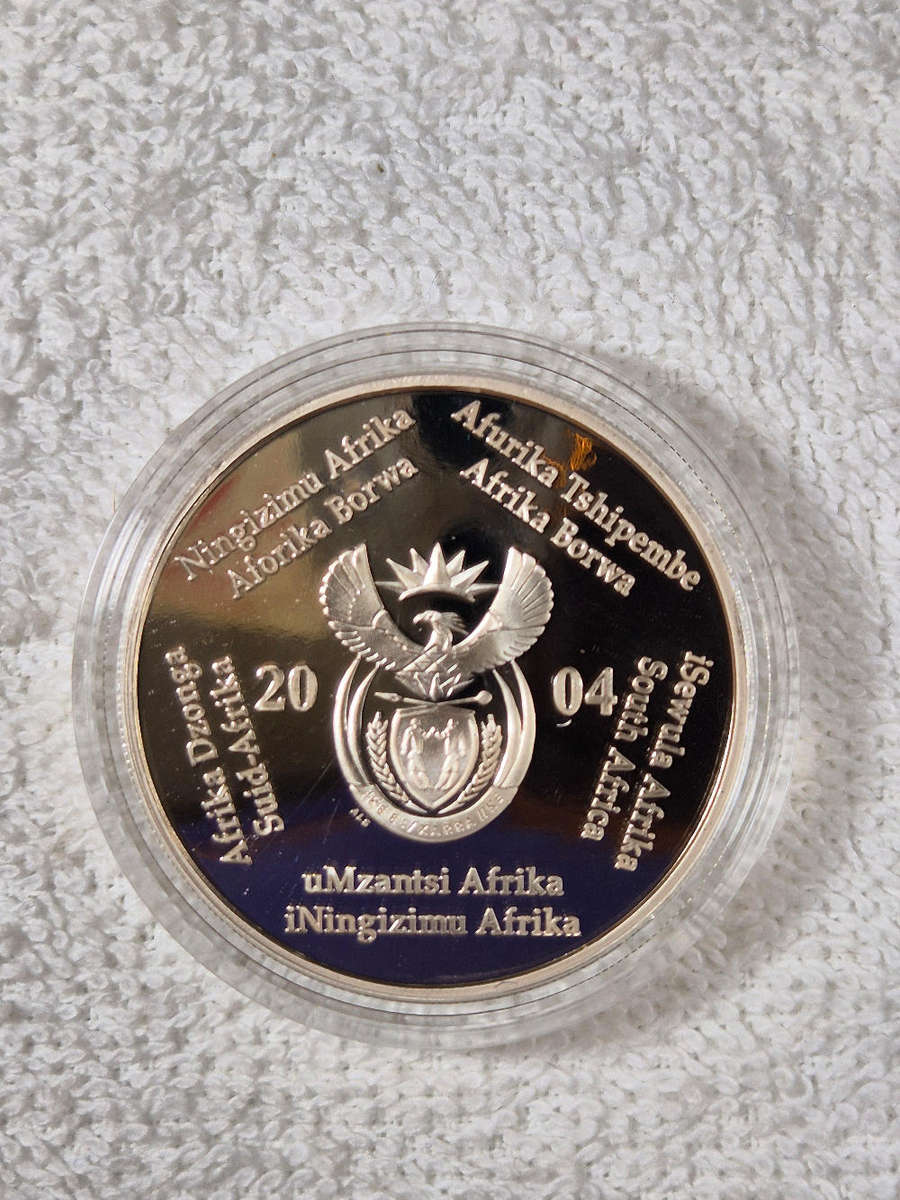 Ningizimu Afrika
Aforika Borwa
Afurika Tshipembe
Afrika Borwa
Afrika Dzonga
Suid-Afrika
20
04
iSewula Afrika
South Africa
uMzantsi Afrika
iNingizimu Afrika